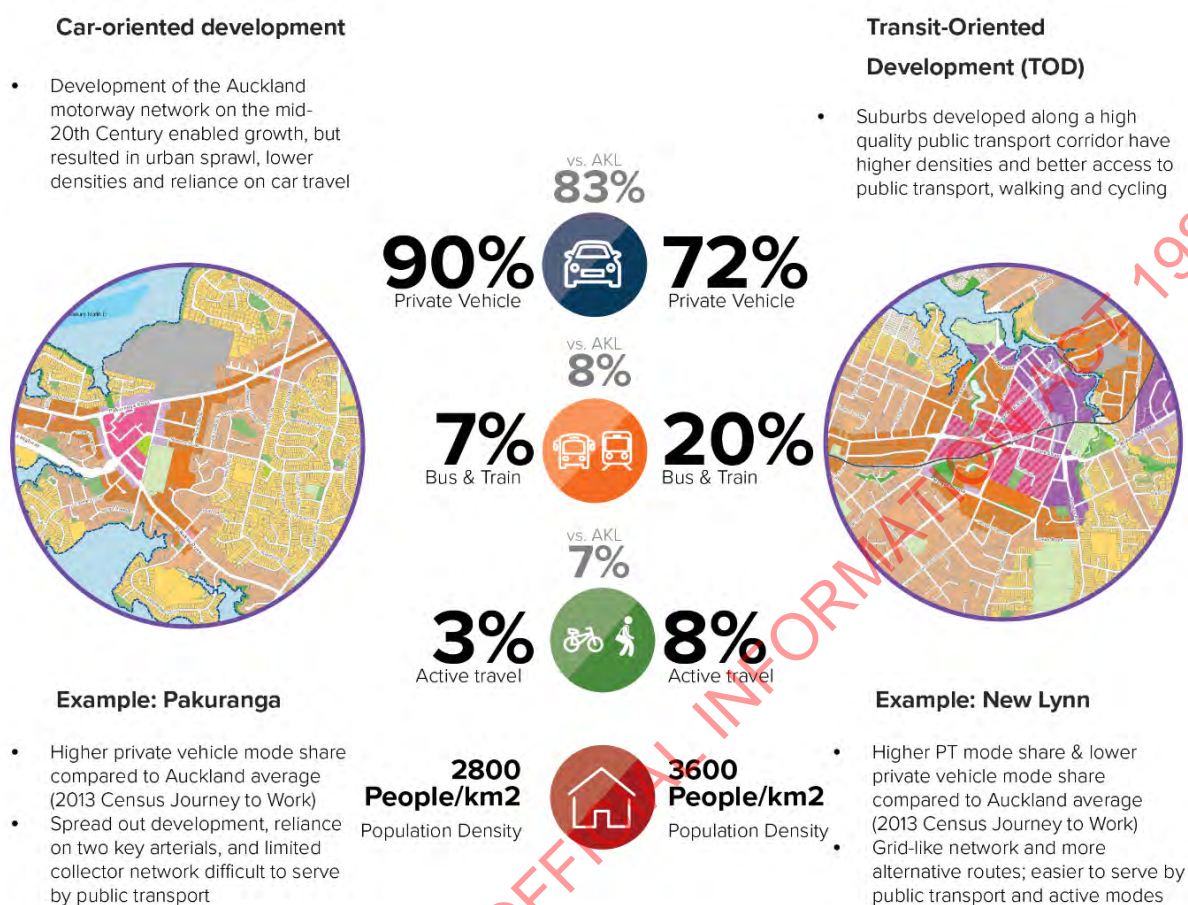 Car-oriented development
• Development of the Auckland
motorway network on the mid-
20th Century enabled growth, but
resulted in urban sprawl, lower
densities and reliance on car travel
Transit-Oriented
Development (TOD)
• Suburbs developed along a high
quality public transport corridor have
higher densities and better access to
public transport, walking and cycling
vs. AKL
83%
90%
Private Vehicle
72%
Private Vehicle
vs. AKL
8%
7%
Bus & Train
20%
Bus & Train
vs. AKL
7%
3%
Active travel
8%
Active travel
2800
People/km2
Population Density
3600
People/km2
Population Density
Example: Pakuranga
• Higher private vehicle mode share
compared to Auckland average
(2013 Census Journey to Work)
• Spread out development, reliance
on two key arterials, and limited
collector network difficult to serve
by public transport
Example: New Lynn
• Higher PT mode share & lower
private vehicle mode share
compared to Auckland average
(2013 Census Journey to Work)
• Grid-like network and more
alternative routes; easier to serve by
public transport and active modes
OFFICIAL INFORMATION ACT 198